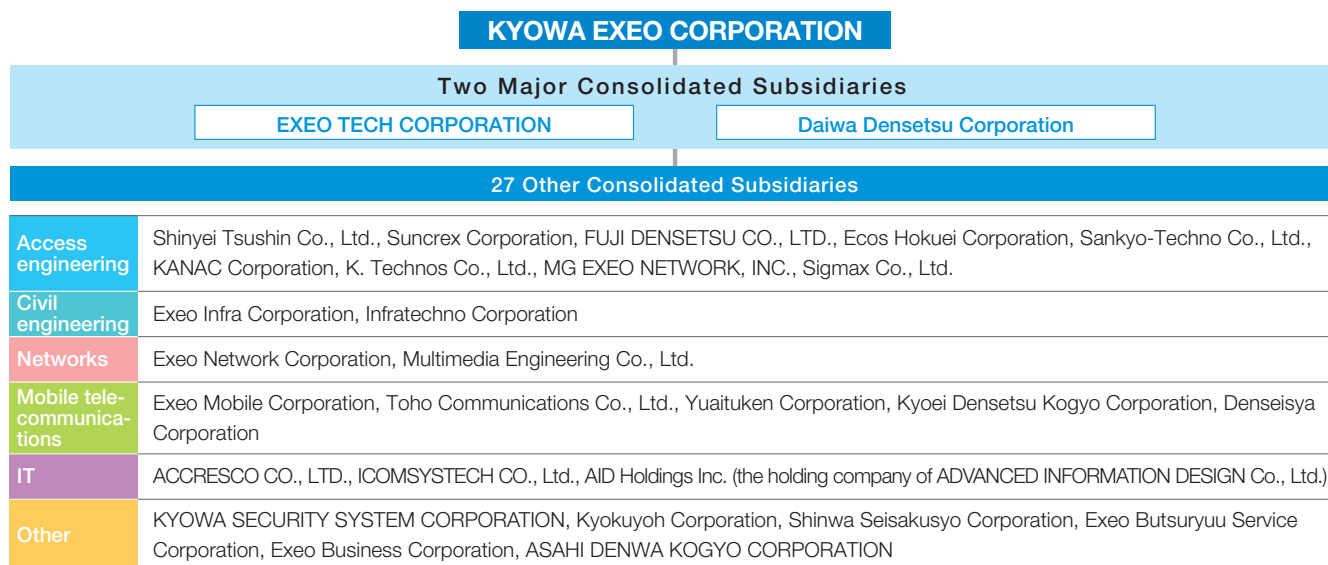 KYOWA EXEO CORPORATION
Two Major Consolidated Subsidiaries
EXEO TECH CORPORATION
Daiwa Densetsu Corporation
27 Other Consolidated Subsidiaries
Access
engineering
Shinyei Tsushin Co., Ltd., Suncrex Corporation, FUJI DENSETSU CO., LTD., Ecos Hokuei Corporation, Sankyo-Techno Co., Ltd.,
KANAC Corporation, K. Technos Co., Ltd., MG EXEO NETWORK, INC., Sigmax Co., Ltd.
Civil
engineering
Exeo Infra Corporation, Infratechno Corporation
Networks
Exeo Network Corporation, Multimedia Engineering Co., Ltd.
Mobile tele-
communica-
tions
Exeo Mobile Corporation, Toho Communications Co., Ltd., Yuaituken Corporation, Kyoei Densetsu Kogyo Corporation, Denseisya
Corporation
IT
ACCRESCO CO., LTD., ICOMSYSTECH CO., Ltd., AID Holdings Inc. (the holding company of ADVANCED INFORMATION DESIGN Co., Ltd.)
Other
KYOWA SECURITY SYSTEM CORPORATION, Kyokuyoh Corporation, Shinwa Seisakusyo Corporation, Exeo Butsuryuu Service
Corporation, Exeo Business Corporation, ASAHI DENWA KOGYO CORPORATION